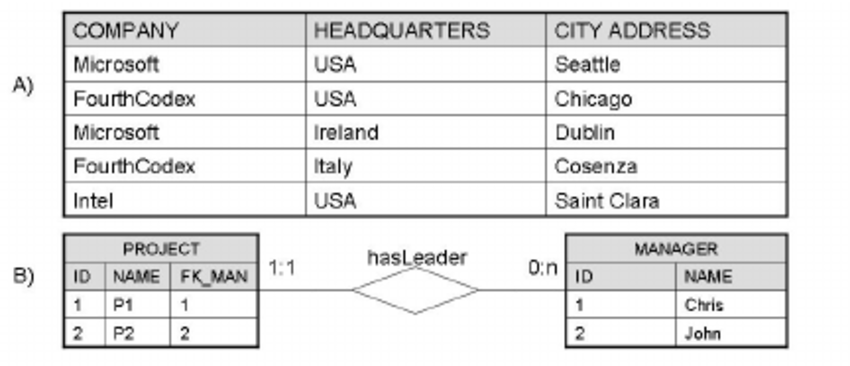 COMPANY HEADQUARTERS CITY ADDRESS
Microsoft USA Seattle
A)
FourthCodex USA Chicago
Microsoft Ireland Dublin
FourthCodex Italy Cosenza
Intel USA Saint Clara
B)
PROJECT
ID NAME FK_MAN
1 P1 1
2 P2 2
1:1
hasLeader
0:n
MANAGER
ID NAME
1 Chris
2 John